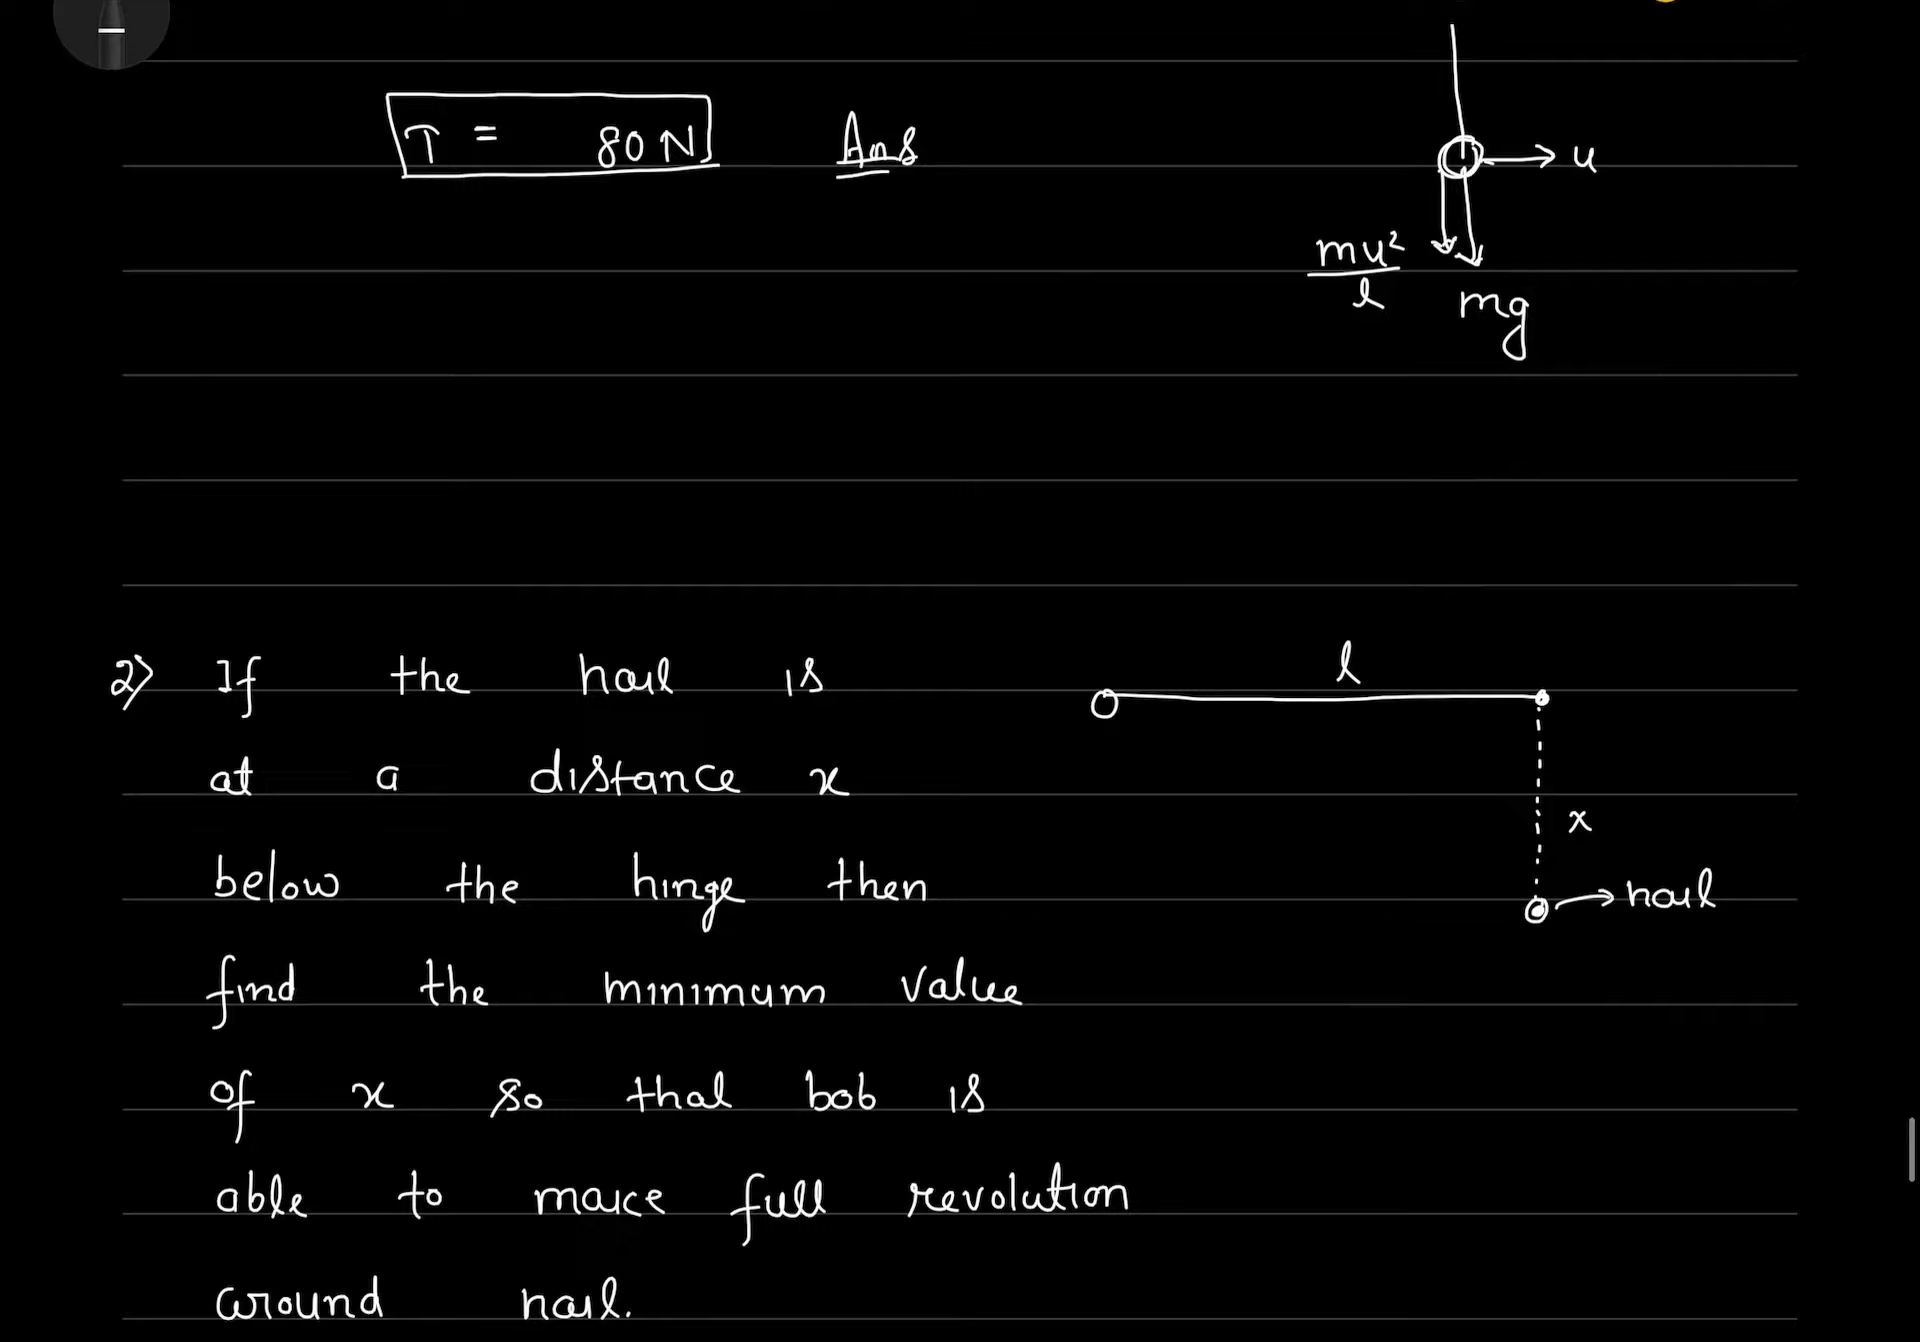 T = 80 N Ans
u
mu²
l
mg
2) If the nail is
l
at a distance x
x
below the hinge then
nail
find the minimum value
of x so that bob is
able to make full revolution
around nail.